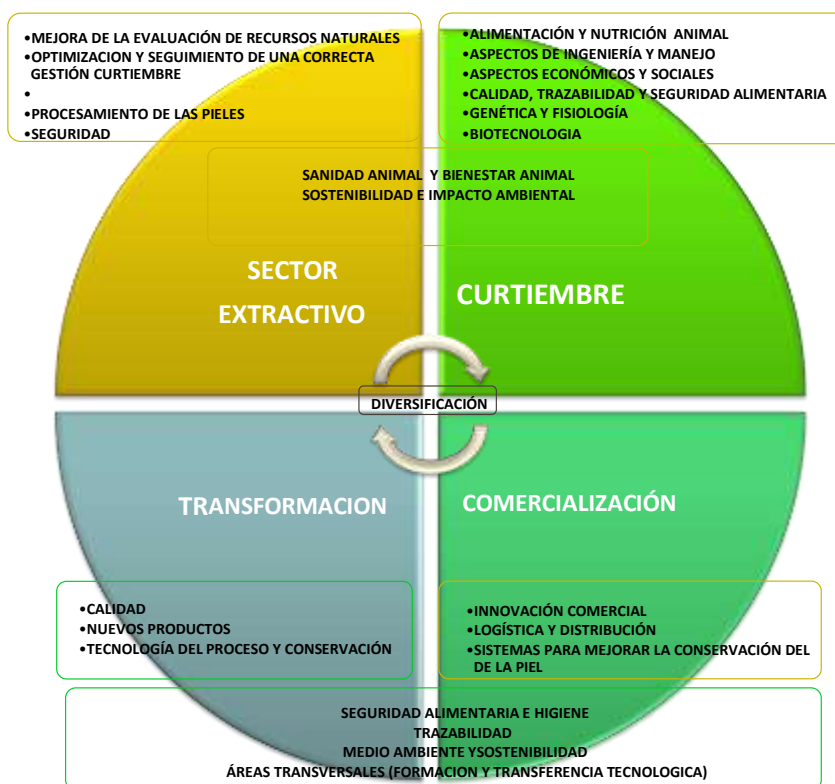 •MEJORA DE LA EVALUACIÓN DE RECURSOS NATURALES
•OPTIMIZACION Y SEGUIMIENTO DE UNA CORRECTA
GESTIÓN CURTIEMBRE
•
•PROCESAMIENTO DE LAS PIELES
•SEGURIDAD
•ALIMENTACIÓN Y NUTRICIÓN ANIMAL
•ASPECTOS DE INGENIERÍA Y MANEJO
•ASPECTOS ECONÓMICOS Y SOCIALES
•CALIDAD, TRAZABILIDAD Y SEGURIDAD ALIMENTARIA
•GENÉTICA Y FISIOLOGÍA
•BIOTECNOLOGIA
SANIDAD ANIMAL Y BIENESTAR ANIMAL
SOSTENIBILIDAD E IMPACTO AMBIENTAL
SECTOR
EXTRACTIVO
CURTIEMBRE
DIVERSIFICACIÓN
TRANSFORMACION
COMERCIALIZACIÓN
•CALIDAD
•NUEVOS PRODUCTOS
•TECNOLOGÍA DEL PROCESO Y CONSERVACIÓN
•INNOVACIÓN COMERCIAL
•LOGÍSTICA Y DISTRIBUCIÓN
•SISTEMAS PARA MEJORAR LA CONSERVACIÓN DEL
DE LA PIEL
SEGURIDAD ALIMENTARIA E HIGIENE
TRAZABILIDAD
MEDIO AMBIENTE YSOSTENIBILIDAD
ÁREAS TRANSVERSALES (FORMACION Y TRANSFERENCIA TECNOLOGICA)